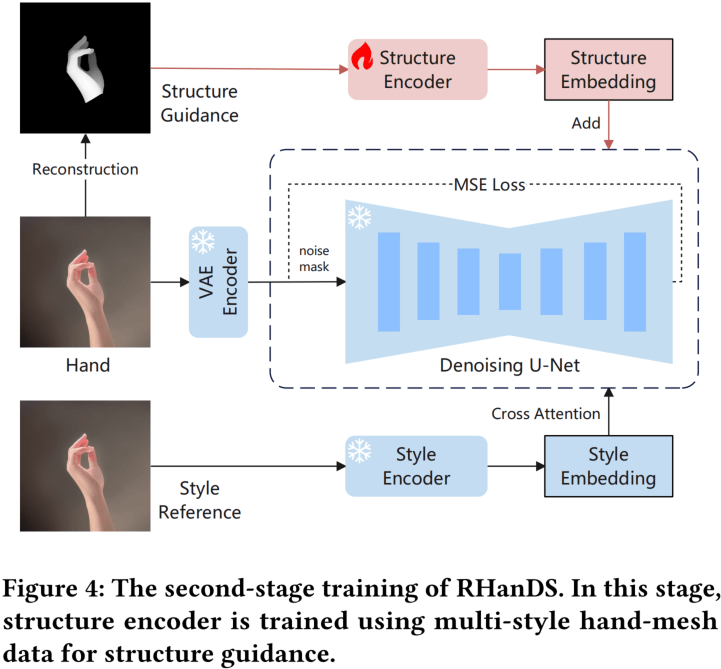 Structure
Guidance
Structure
Encoder
Structure
Embedding
Add
Reconstruction
MSE Loss
VAE
Encoder
noise
mask
Hand
Denoising U-Net
Cross Attention
Style
Reference
Style
Encoder
Style
Embedding
Figure 4: The second-stage training of RHanDS. In this stage,
structure encoder is trained using multi-style hand-mesh
data for structure guidance.